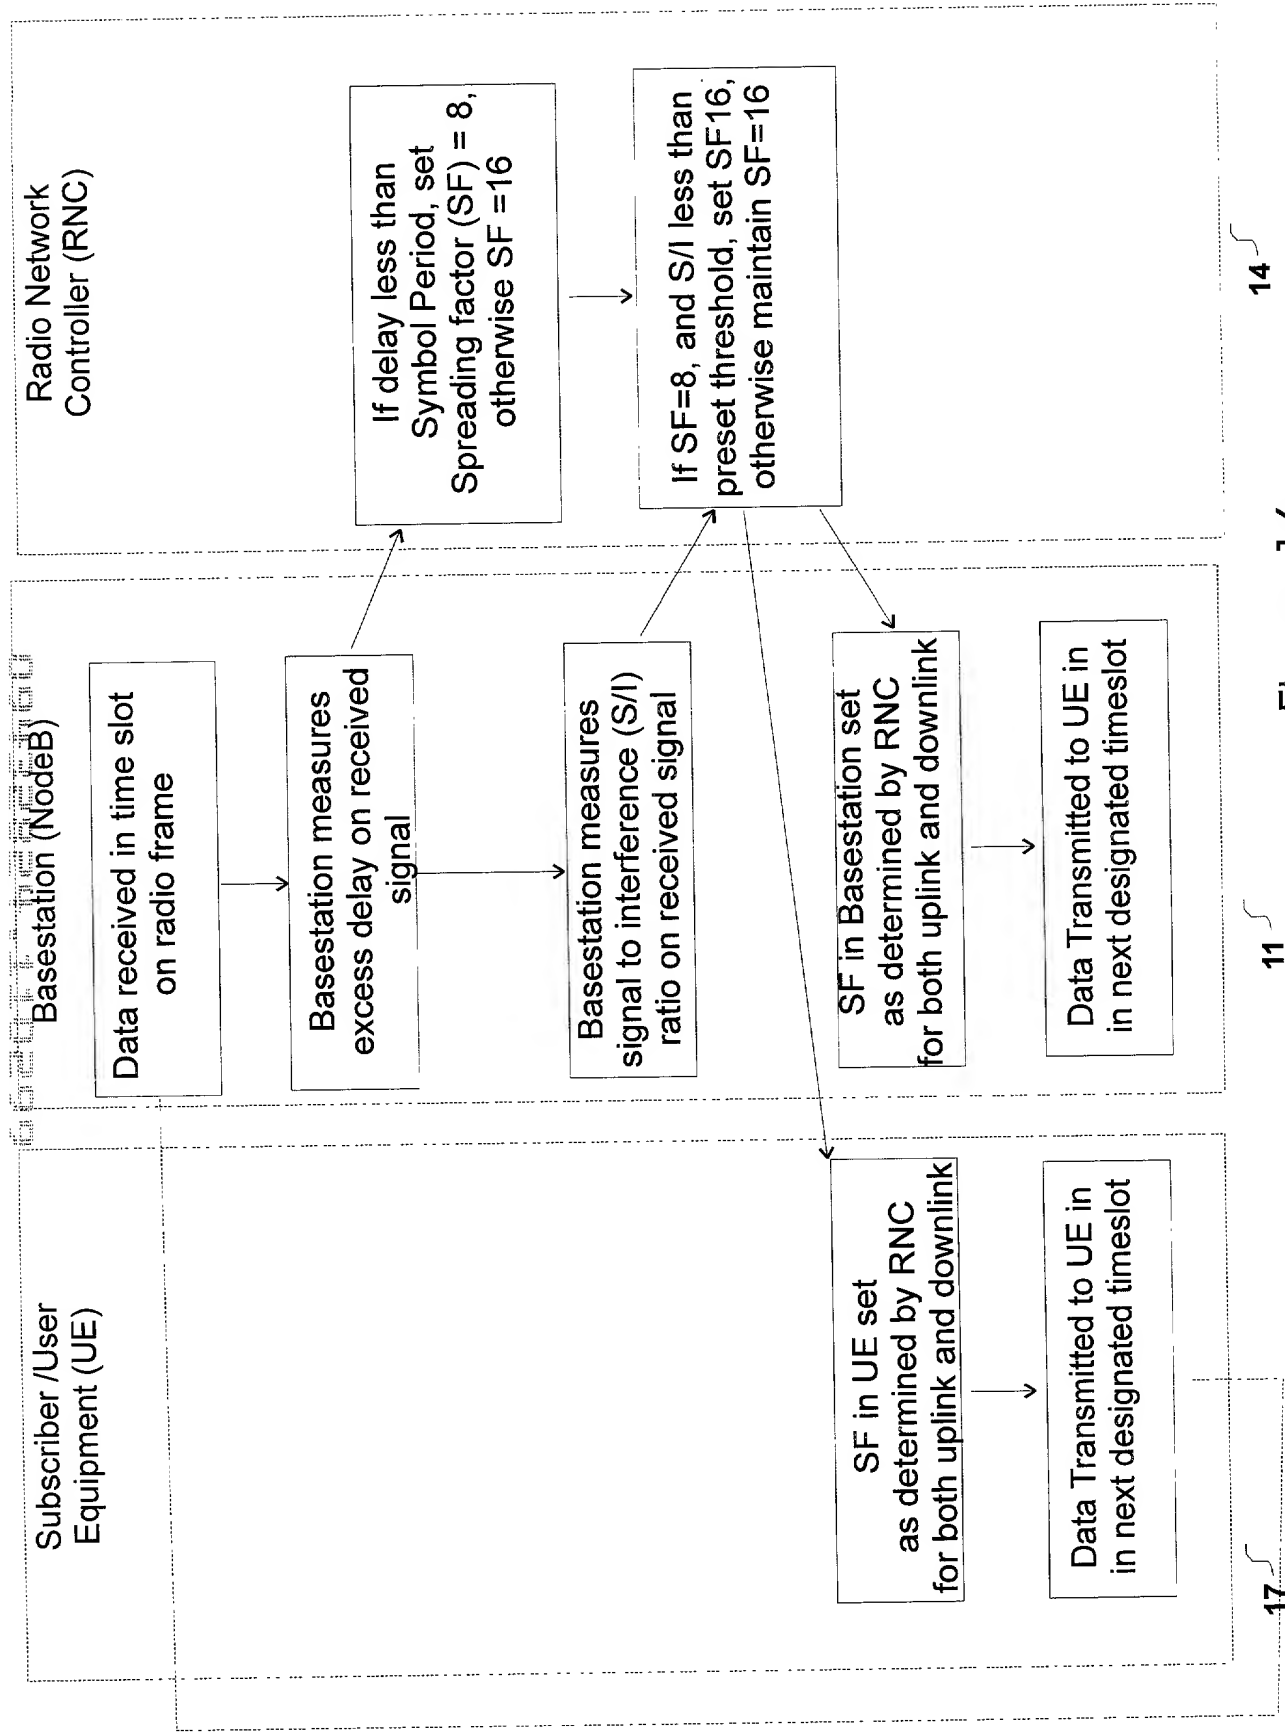 Subscriber /User
Equipment (UE)
SF in UE set
as determined by RNC
for both uplink and downlink
Data Transmitted to UE in
in next designated timeslot
17
Basestation (NodeB)
Data received in time slot
on radio frame
Basestation measures
excess delay on received
signal
Basestation measures
signal to interference (S/I)
ratio on received signal
SF in Basestation set
as determined by RNC
for both uplink and downlink
Data Transmitted to UE in
in next designated timeslot
11
Radio Network
Controller (RNC)
If delay less than
Symbol Period, set
Spreading factor (SF) = 8,
otherwise SF =16
If SF=8, and S/I less than
preset threshold, set SF16,
otherwise maintain SF=16
14